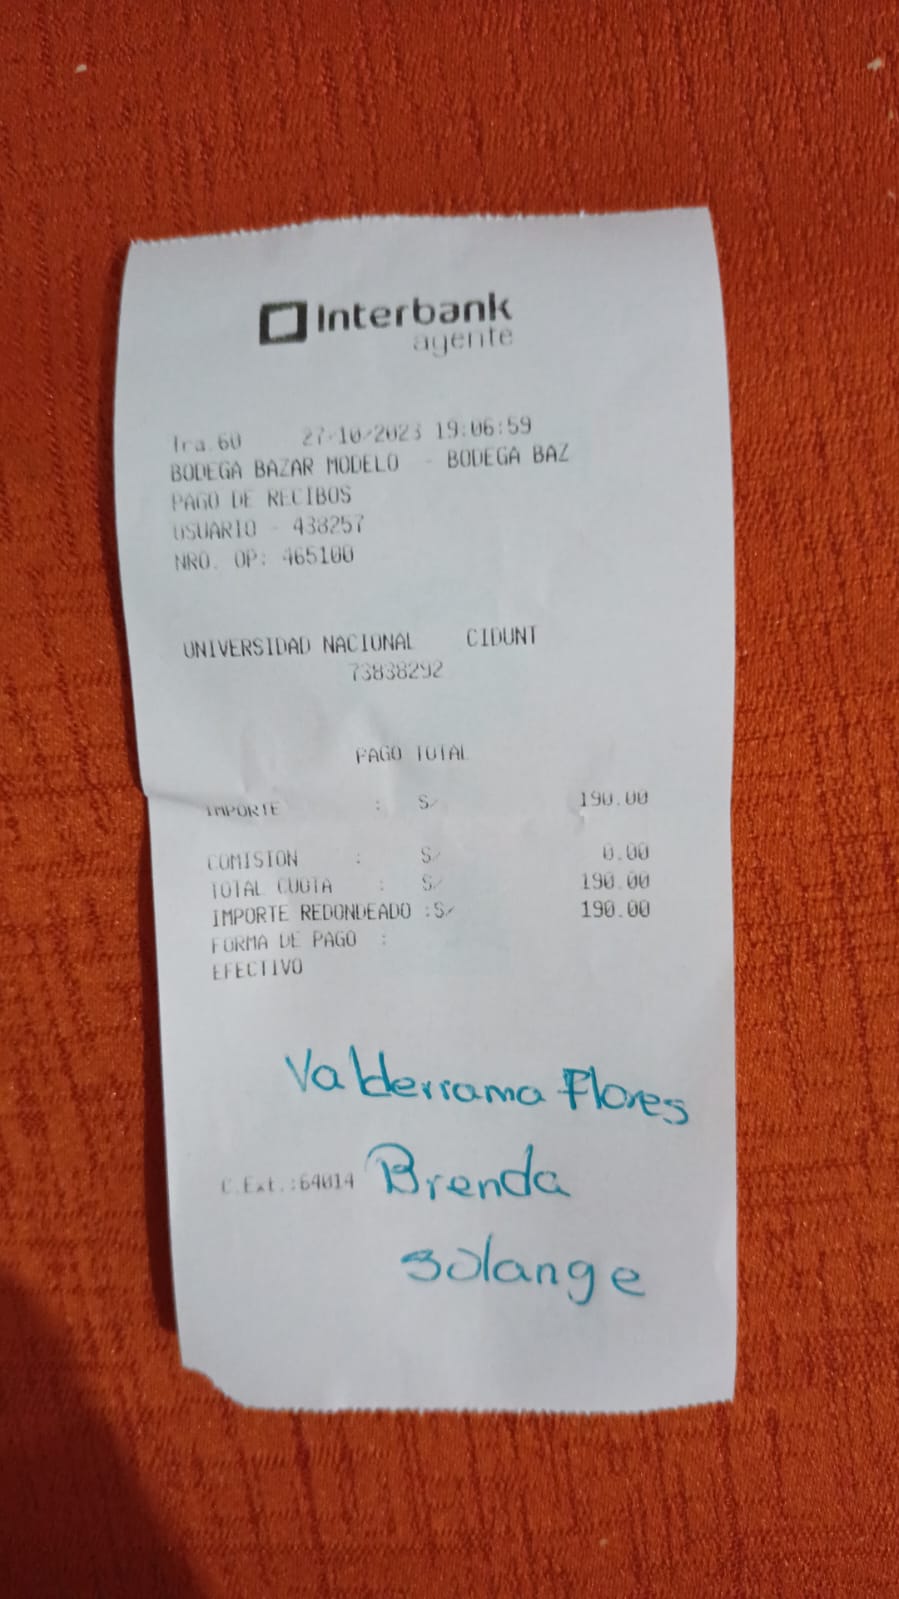 Interbank
agente
Tra.60 27-10-2023 19:06:59
BODEGA BAZAR MODELO - BODEGA BAZ
PAGO DE RECIBOS
USUARIO - 438257
NRO. OP: 465100
UNIVERSIDAD NACIONAL CIDUNT
73838292
PAGO TOTAL
IMPORTE : S/ 190.00
COMISION : S/ 0.00
TOTAL CUOTA : S/ 190.00
IMPORTE REDONDEADO :S/ 190.00
FORMA DE PAGO :
EFECTIVO
Valderrama Flores
C.Ext.:64014 Brenda
solange